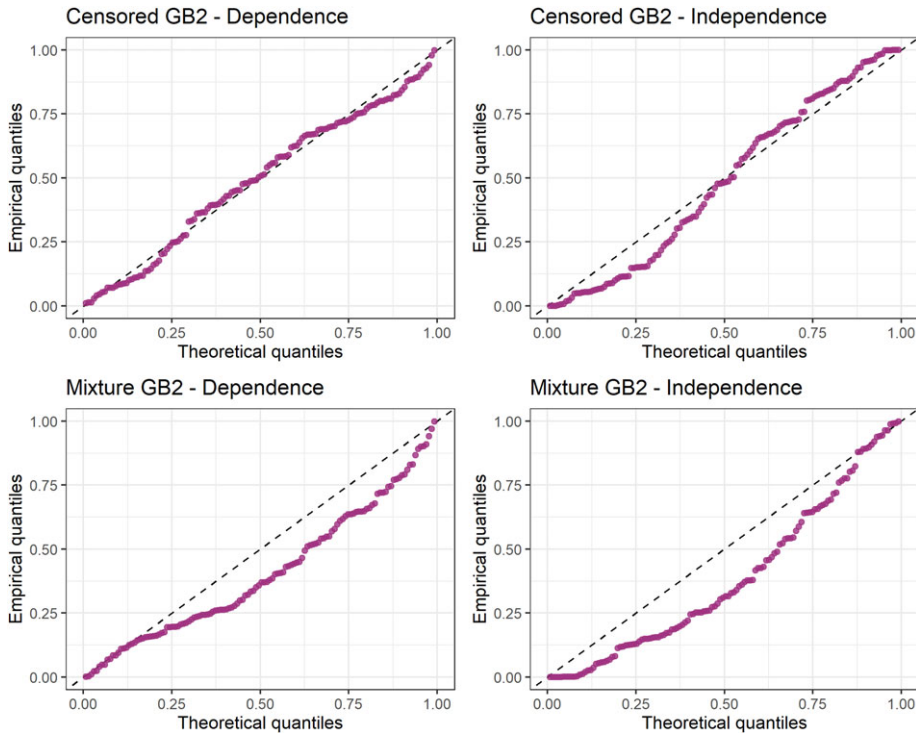 Censored GB2 - Dependence
1.00
0.75
0.50
0.25
0.00
Empirical quantiles
0.00 0.25 0.50 0.75 1.00
Theoretical quantiles
Censored GB2 - Independence
1.00
0.75
0.50
0.25
0.00
Empirical quantiles
0.00 0.25 0.50 0.75 1.00
Theoretical quantiles
Mixture GB2 - Dependence
1.00
0.75
0.50
0.25
0.00
Empirical quantiles
0.00 0.25 0.50 0.75 1.00
Theoretical quantiles
Mixture GB2 - Independence
1.00
0.75
0.50
0.25
0.00
Empirical quantiles
0.00 0.25 0.50 0.75 1.00
Theoretical quantiles